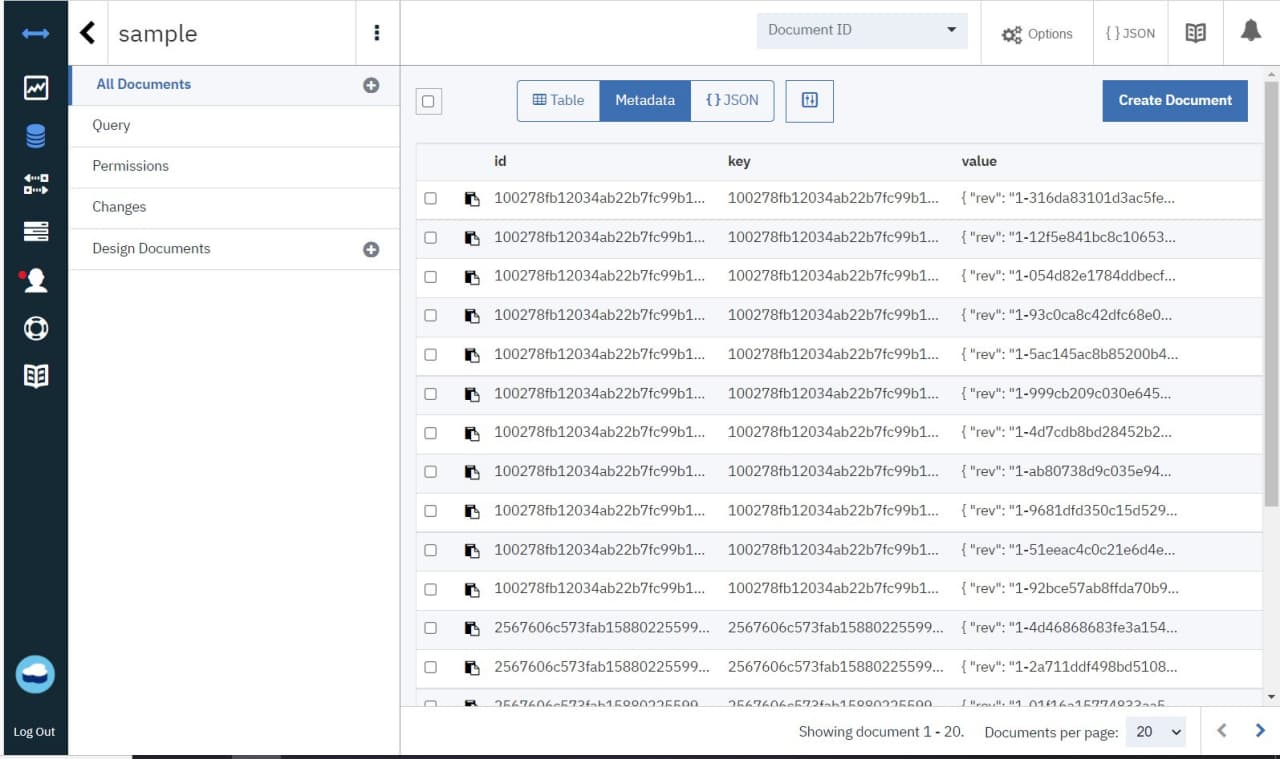 sample
Document ID
Options
{ } JSON
All Documents
Query
Permissions
Changes
Design Documents
Log Out
Table Metadata {} JSON
Create Document
id key value
100278fb12034ab22b7fc99b1... 100278fb12034ab22b7fc99b1... { "rev": "1-316da83101d3ac5fe...
100278fb12034ab22b7fc99b1... 100278fb12034ab22b7fc99b1... { "rev": "1-12f5e841bc8c10653...
100278fb12034ab22b7fc99b1... 100278fb12034ab22b7fc99b1... { "rev": "1-054d82e1784ddbecf...
100278fb12034ab22b7fc99b1... 100278fb12034ab22b7fc99b1... { "rev": "1-93c0ca8c42dfc68e0...
100278fb12034ab22b7fc99b1... 100278fb12034ab22b7fc99b1... { "rev": "1-5ac145ac8b85200b4...
100278fb12034ab22b7fc99b1... 100278fb12034ab22b7fc99b1... { "rev": "1-999cb209c030e645...
100278fb12034ab22b7fc99b1... 100278fb12034ab22b7fc99b1... { "rev": "1-4d7cdb8bd28452b2...
100278fb12034ab22b7fc99b1... 100278fb12034ab22b7fc99b1... { "rev": "1-ab80738d9c035e94...
100278fb12034ab22b7fc99b1... 100278fb12034ab22b7fc99b1... { "rev": "1-9681dfd350c15d529...
100278fb12034ab22b7fc99b1... 100278fb12034ab22b7fc99b1... { "rev": "1-51eeac4c0c21e6d4e...
100278fb12034ab22b7fc99b1... 100278fb12034ab22b7fc99b1... { "rev": "1-92bce57ab8ffda70b9...
2567606c573fab15880225599... 2567606c573fab15880225599... { "rev": "1-4d46868683fe3a154...
2567606c573fab15880225599... 2567606c573fab15880225599... { "rev": "1-2a711ddf498bd5108...
Showing document 1 - 20. Documents per page: 20